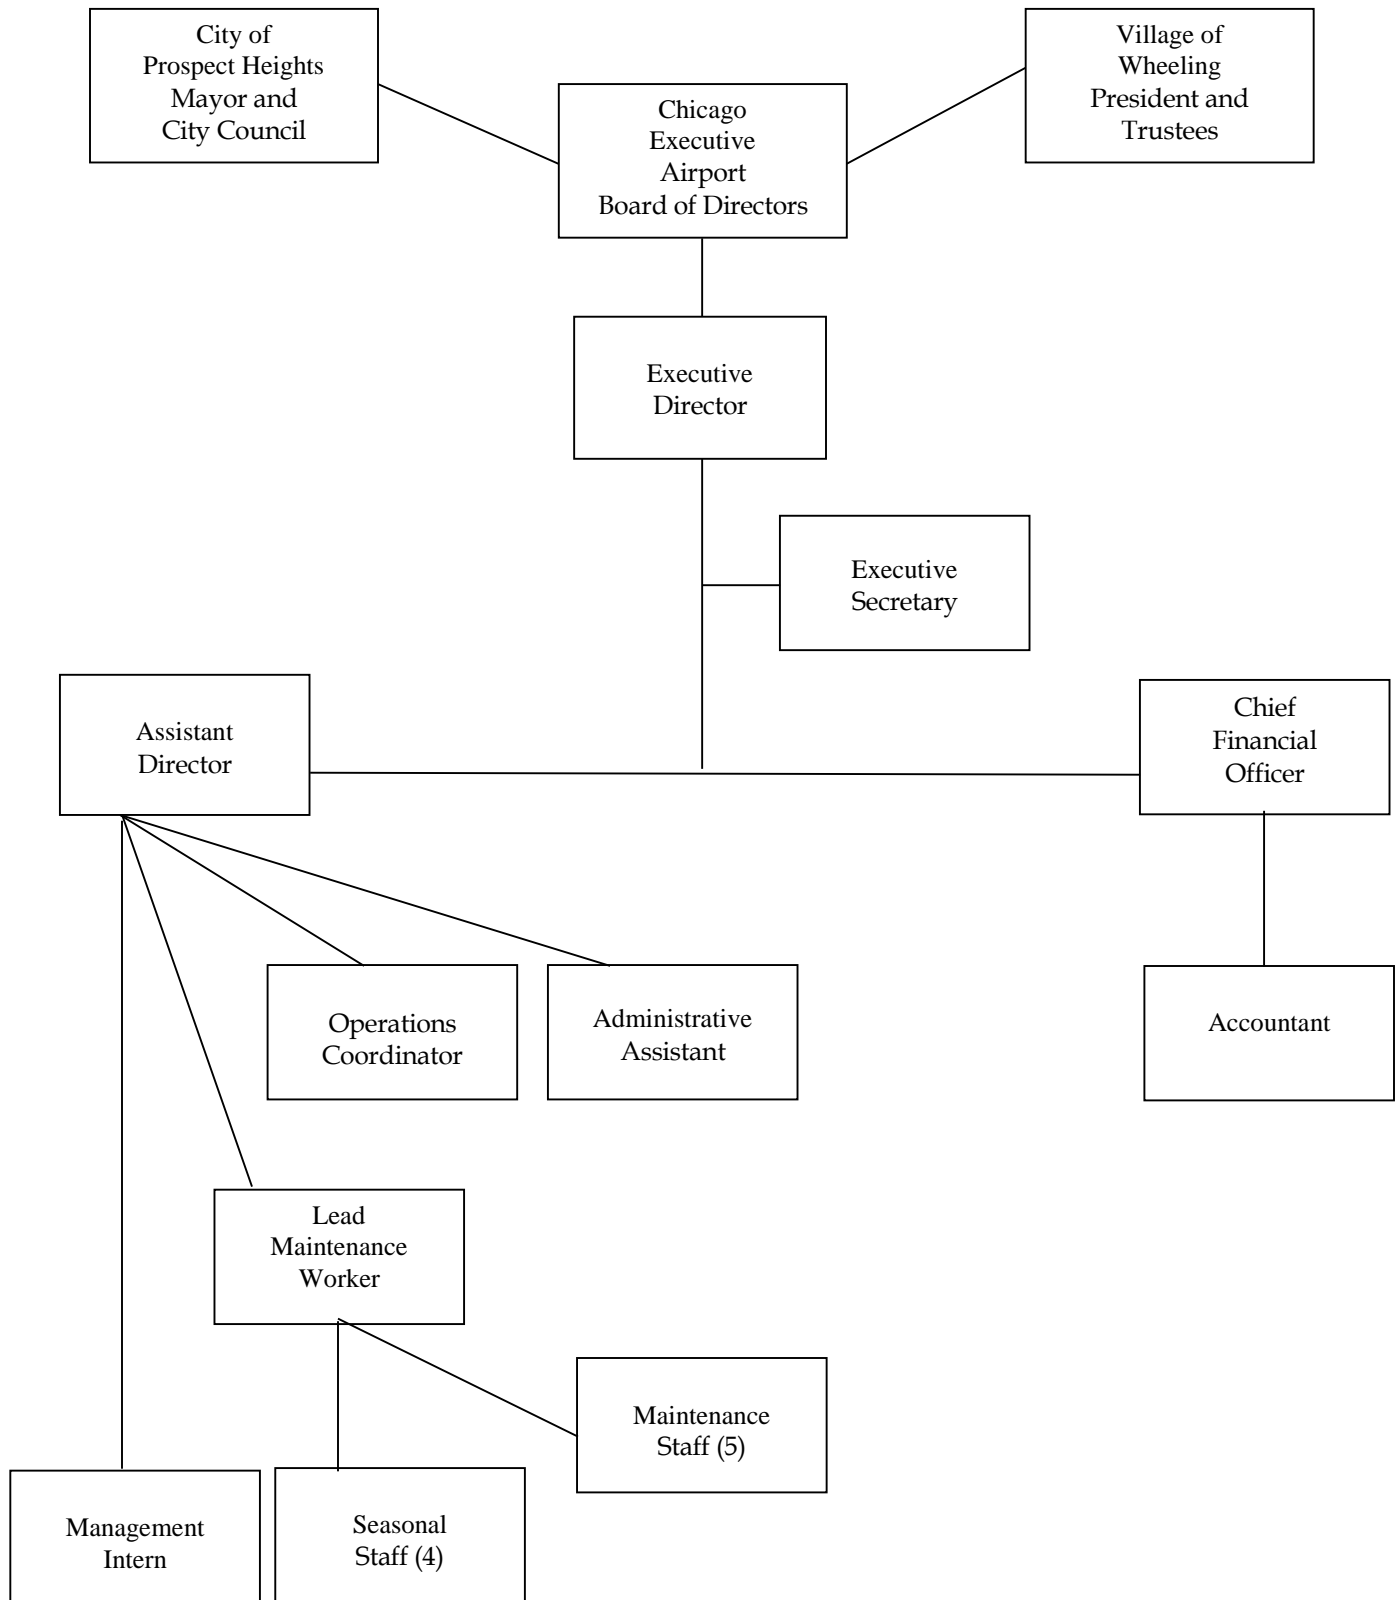 City of
Prospect Heights
Mayor and
City Council
Chicago
Executive
Airport
Board of Directors
Village of
Wheeling
President and
Trustees
Executive
Director
Executive
Secretary
Assistant
Director
Chief
Financial
Officer
Operations
Coordinator
Administrative
Assistant
Accountant
Lead
Maintenance
Worker
Maintenance
Staff (5)
Management
Intern
Seasonal
Staff (4)